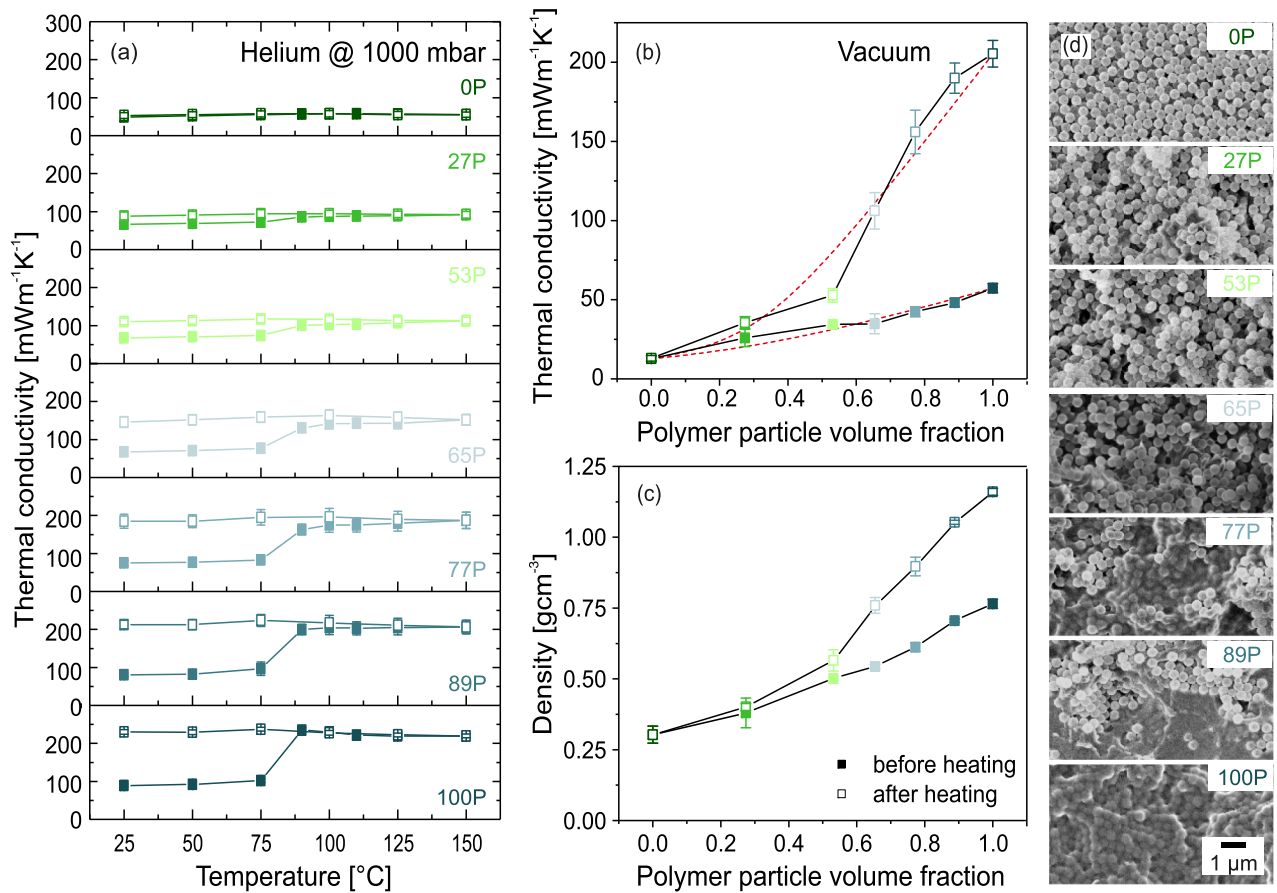 (a)
Helium @ 1000 mbar
Thermal conductivity [mWm⁻¹K⁻¹]
300
250
200
150
100
50
0
0P
200
100
0
27P
200
100
0
53P
200
100
0
65P
200
100
0
77P
200
100
0
89P
200
100
0
100P
25 50 75 100 125 150
Temperature [°C]
(b)
Vacuum
Thermal conductivity [mWm⁻¹K⁻¹]
200
150
100
50
0
0.0 0.2 0.4 0.6 0.8 1.0
Polymer particle volume fraction
(c)
Density [gcm⁻³]
1.25
1.00
0.75
0.50
0.25
0.00
before heating
after heating
0.0 0.2 0.4 0.6 0.8 1.0
Polymer particle volume fraction
(d)
0P
27P
53P
65P
77P
89P
100P
1 µm